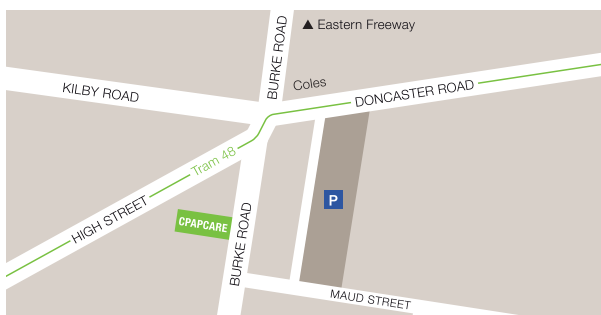 BURKE ROAD
▲ Eastern Freeway
KILBY ROAD
Coles
DONCASTER ROAD
Tram 48
HIGH STREET
CPAPCARE
P
BURKE ROAD
MAUD STREET